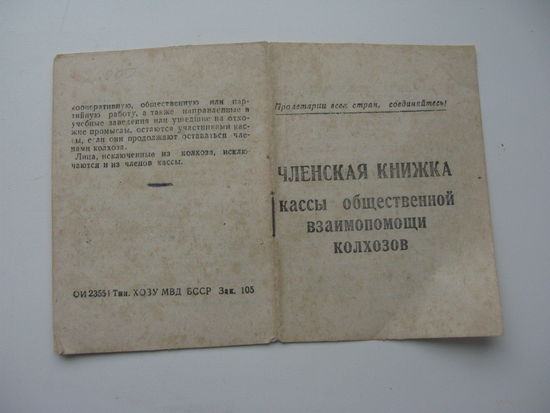 кооперативную, общественную или пар-
тийную работу, а также направленные в
учебные заведения или ушедшие на отхо-
жие промыслы, остаются участниками кас-
сы, если они продолжают оставаться чле-
нами колхоза.
Лица, исключенные из колхоза, исклю-
чаются и из членов кассы.
ОИ 23551 Тип. ХОЗУ МВД БССР Зак. 105
Пролетарии всех стран, соединяйтесь!
ЧЛЕНСКАЯ КНИЖКА
КАССЫ ОБЩЕСТВЕННОЙ
ВЗАИМОПОМОЩИ
КОЛХОЗОВ